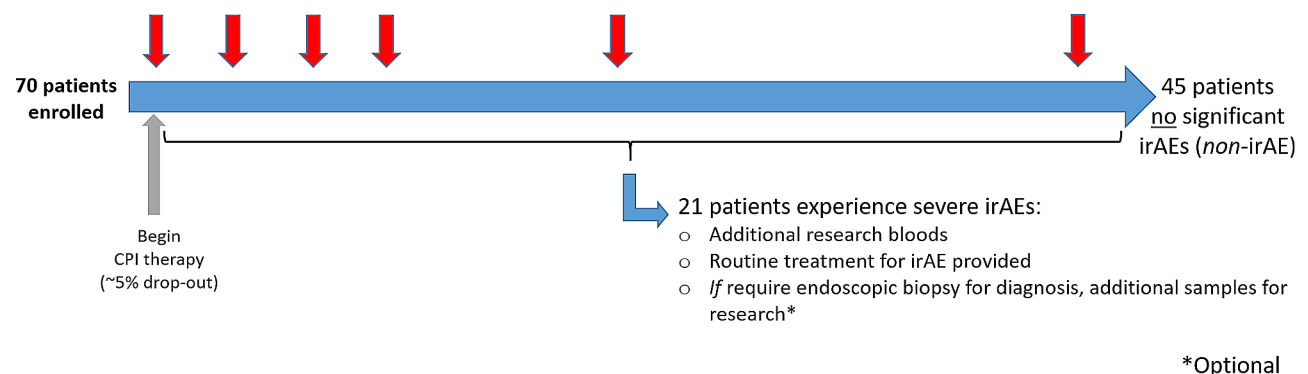 70 patients
enrolled
45 patients
no significant
irAEs (non-irAE)
Begin
CPI therapy
(~5% drop-out)
21 patients experience severe irAEs:
o Additional research bloods
o Routine treatment for irAE provided
o If require endoscopic biopsy for diagnosis, additional samples for
research*
*Optional